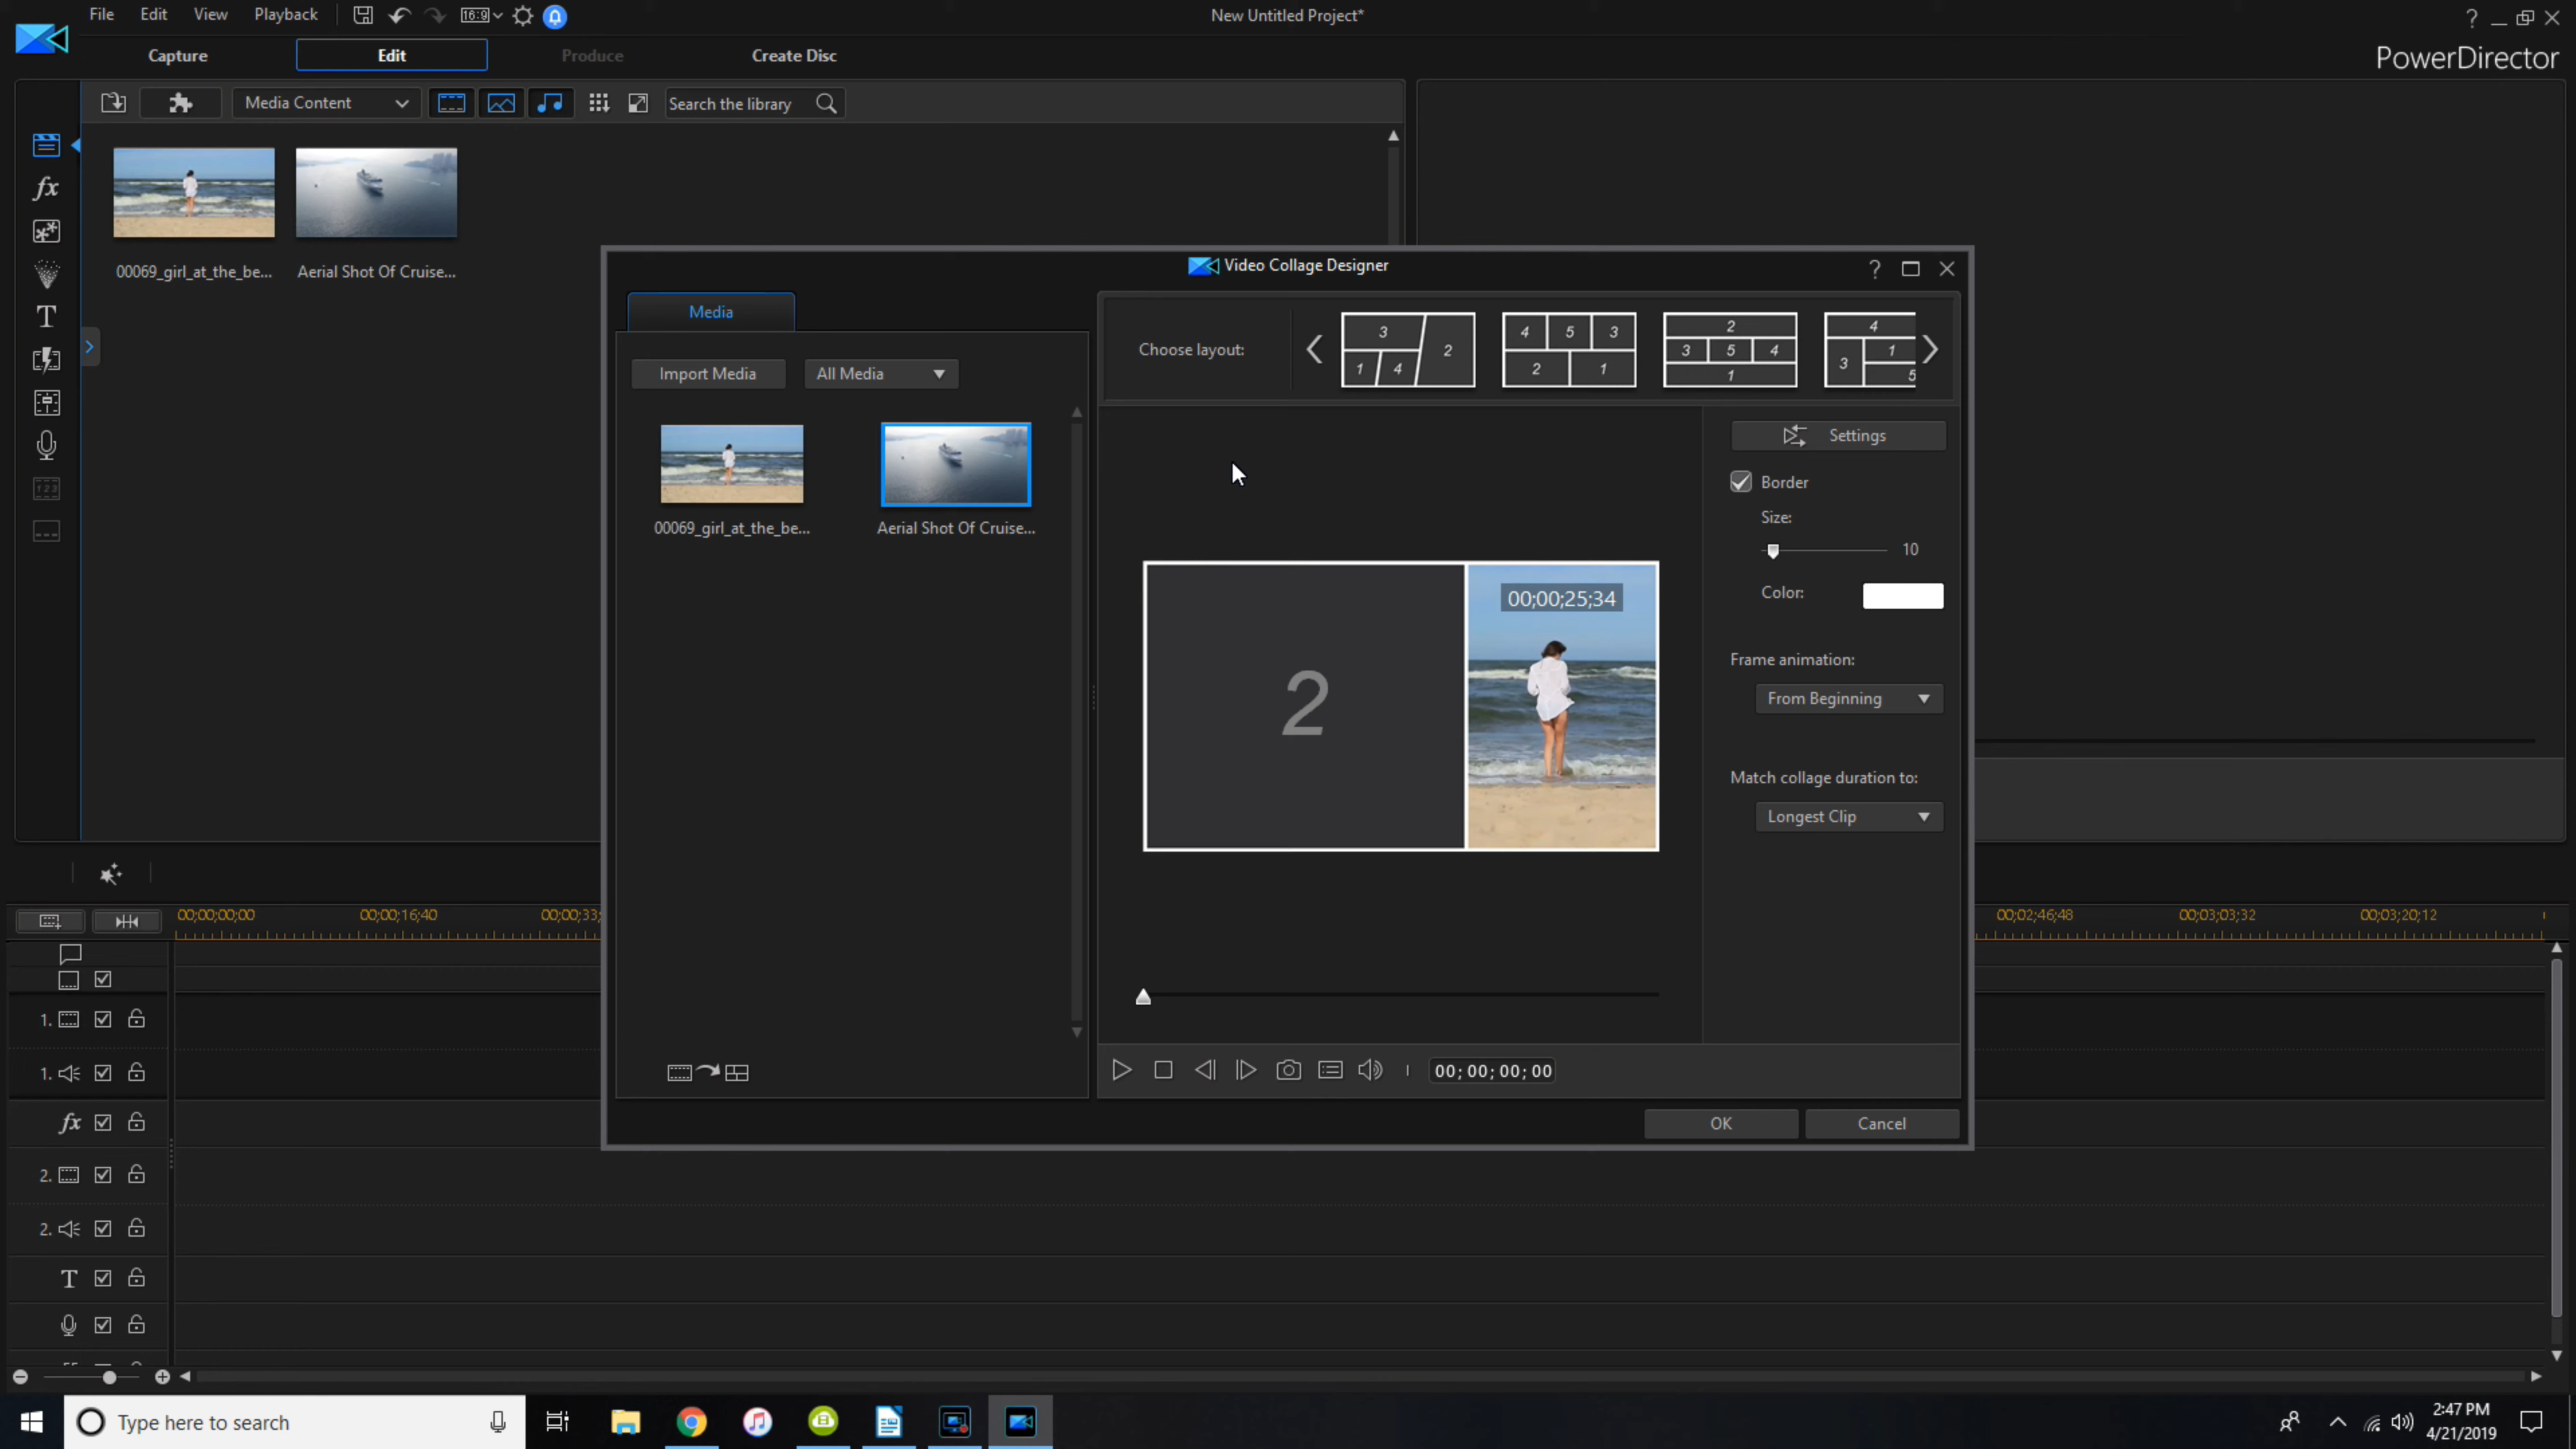 File Edit View Playback 16:9 New Untitled Project* ?
Capture Edit Produce Create Disc PowerDirector
Media Content Search the library
00069_girl_at_the_be... Aerial Shot Of Cruise...
fx
T
Video Collage Designer ?
Media
Choose layout:
3 2 1 4
4 5 3 2 1
2 3 5 4 1
4 1 3 5
Import Media All Media
00069_girl_at_the_be... Aerial Shot Of Cruise...
Settings
Border
Size:
10
Color:
Frame animation:
From Beginning
Match collage duration to:
Longest Clip
2
00;00;25;34
00; 00; 00; 00
OK Cancel
00;00;00;00 00;00;16;40 00;00;33; 00;02;46;48 00;03;03;32 00;03;20;12
1.
1.
fx
2.
2.
T
Type here to search
2:47 PM
4/21/2019